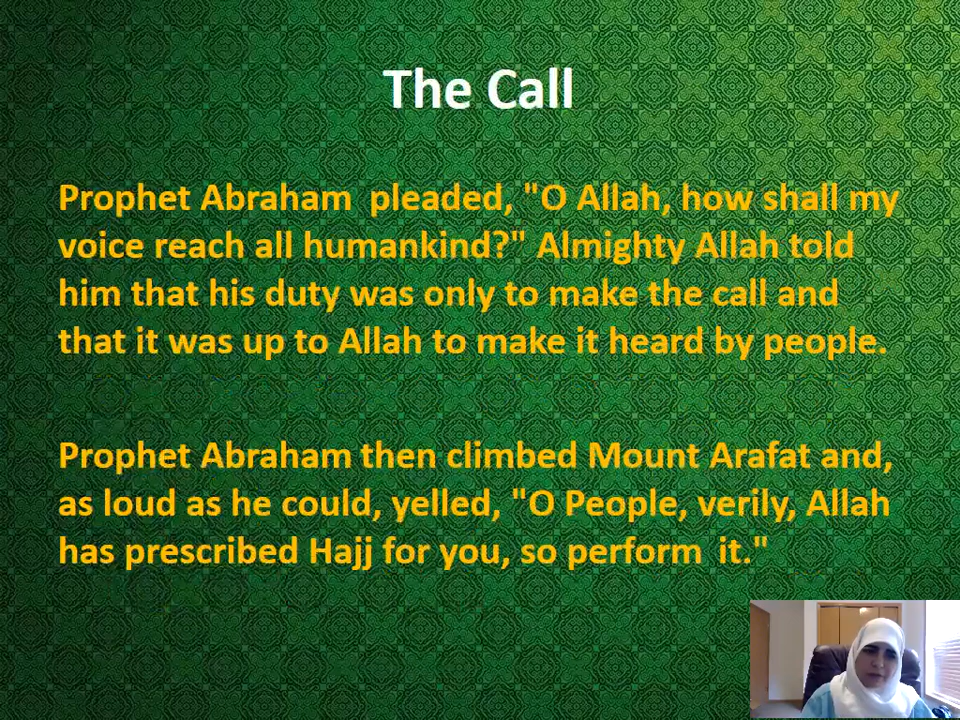 The Call
Prophet Abraham pleaded, "O Allah, how shall my
voice reach all humankind?" Almighty Allah told
him that his duty was only to make the call and
that it was up to Allah to make it heard by people.
Prophet Abraham then climbed Mount Arafat and,
as loud as he could, yelled, "O People, verily, Allah
has prescribed Hajj for you, so perform it."